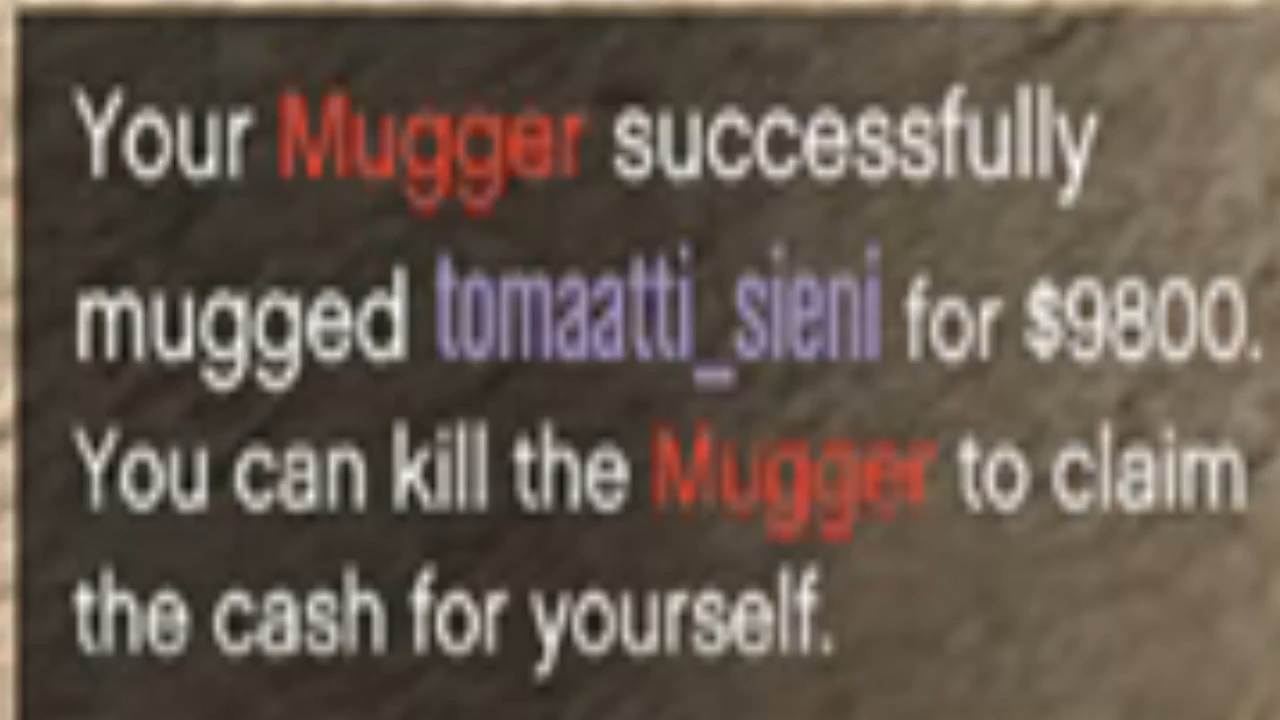 Your Mugger successfully
mugged tomaatti_sieni for $9800.
You can kill the Mugger to claim
the cash for yourself.